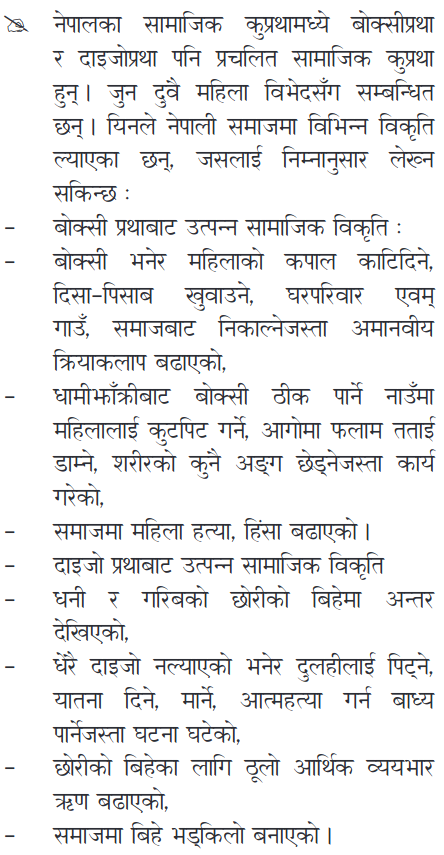 नेपालका सामाजिक कुप्रथामध्ये बोक्सीप्रथा
र दाइजोप्रथा पनि प्रचलित सामाजिक कुप्रथा
हुन् । जुन दुवै महिला विभेदसँग सम्बन्धित
छन् । यिनले नेपाली समाजमा विभिन्न विकृति
ल्याएका छन्, जसलाई निम्नानुसार लेख्न
सकिन्छ :
– बोक्सी प्रथाबाट उत्पन्न सामाजिक विकृति :
– बोक्सी भनेर महिलाको कपाल काटिदिने,
दिसा-पिसाब खुवाउने, घरपरिवार एवम्
गाउँ, समाजबाट निकाल्नेजस्ता अमानवीय
क्रियाकलाप बढाएको,
– धामीझाँक्रीबाट बोक्सी ठीक पार्ने नाउँमा
महिलालाई कुटपिट गर्ने, आगोमा फलाम तताई
डाम्ने, शरीरको कुनै अङ्ग छेड्नेजस्ता कार्य
गरेको,
– समाजमा महिला हत्या, हिंसा बढाएको ।
– दाइजो प्रथाबाट उत्पन्न सामाजिक विकृति
– धनी र गरिबको छोरीको बिहेमा अन्तर
देखिएको,
– धेरै दाइजो नल्याएको भनेर दुलहीलाई पिट्ने,
यातना दिने, मार्ने, आत्महत्या गर्न बाध्य
पार्नेजस्ता घटना घटेको,
– छोरीको बिहेका लागि ठूलो आर्थिक व्ययभार
ऋण बढाएको,
– समाजमा बिहे भड्किलो बनाएको ।